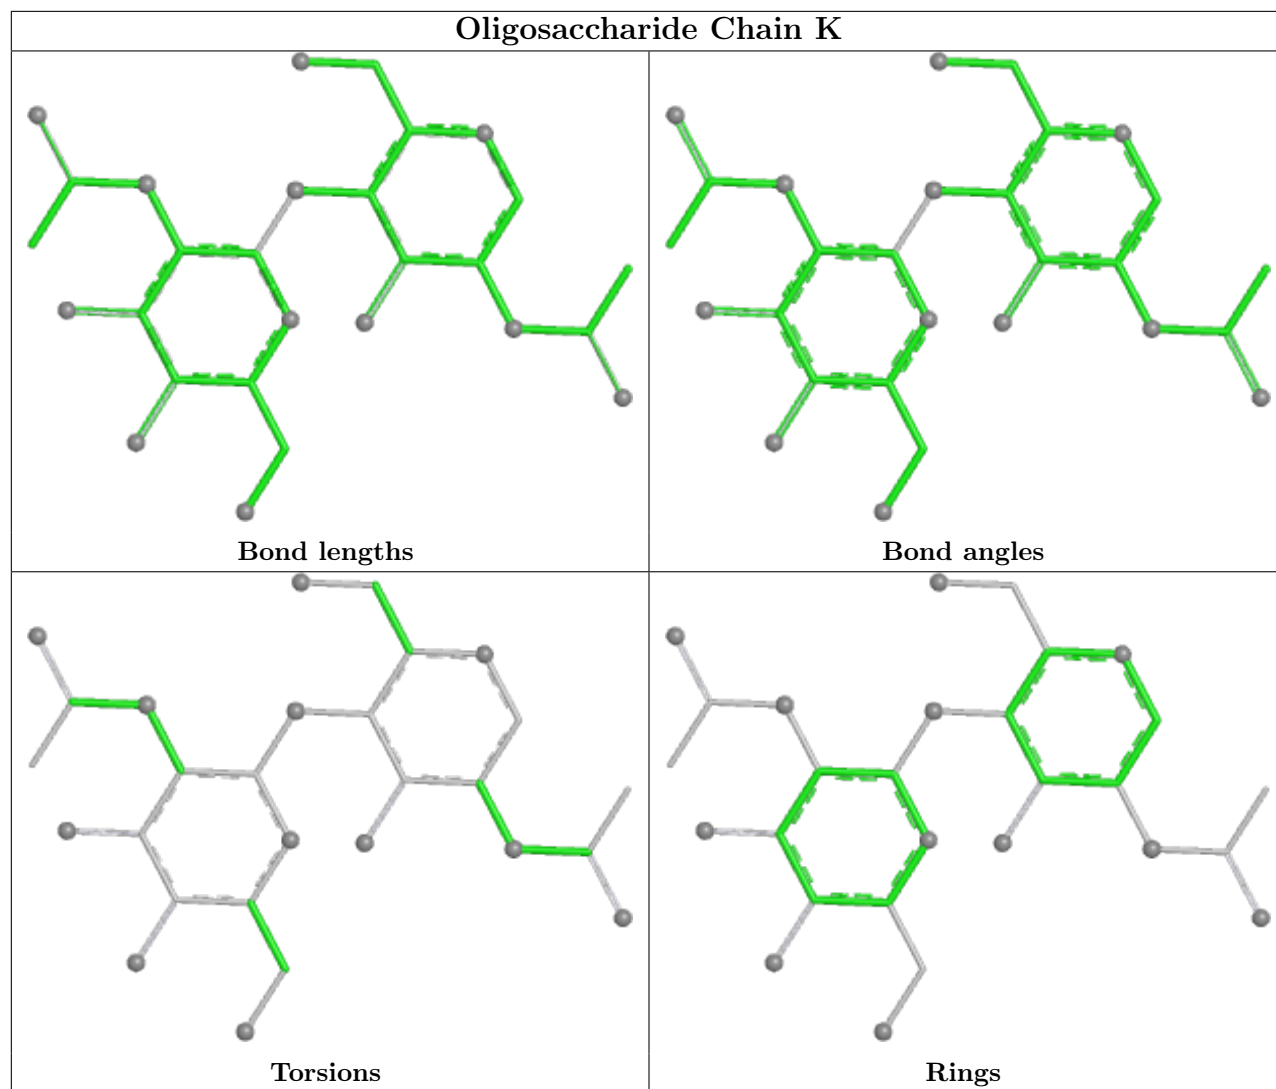 Oligosaccharide Chain K
Bond lengths
Bond angles
Torsions
Rings